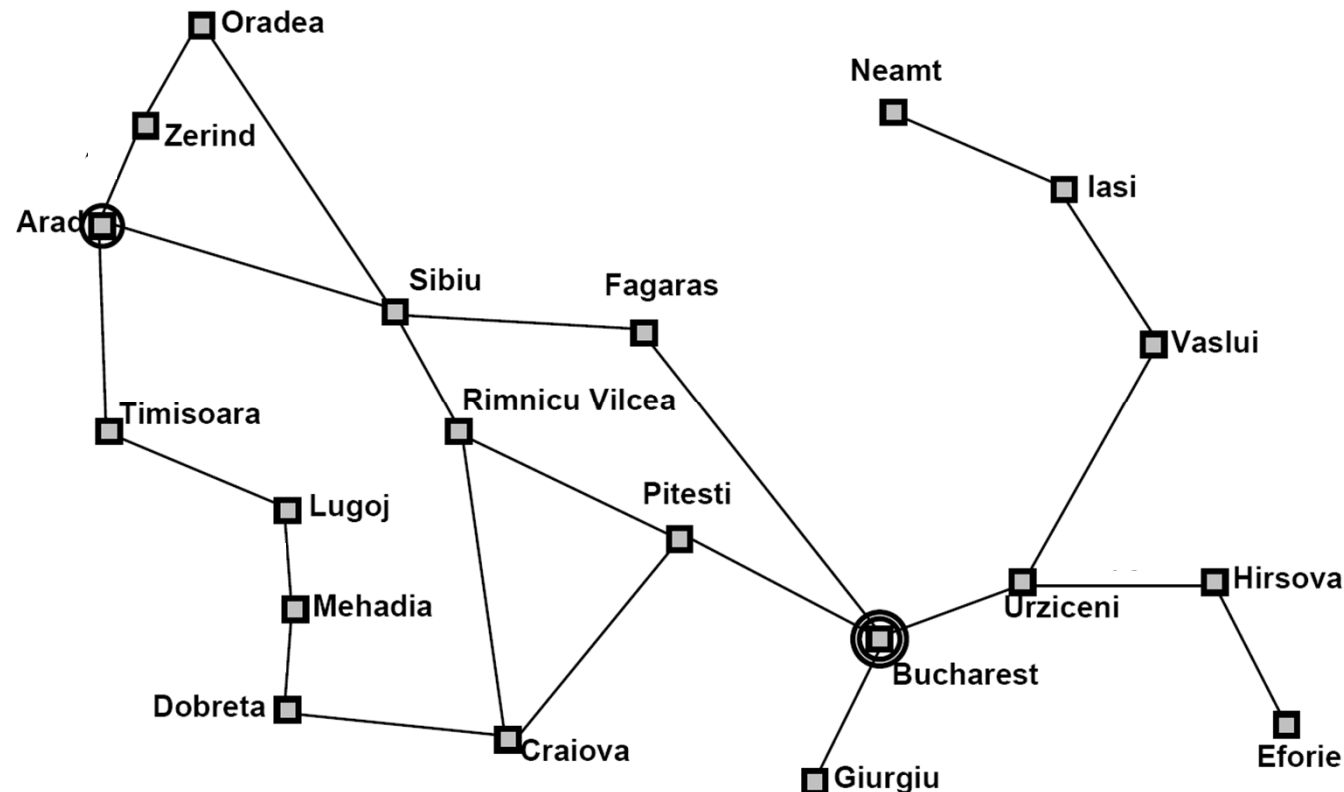 Oradea
Neamt
Zerind
Iasi
Arad
Sibiu
Fagaras
Vaslui
Rimnicu Vilcea
Timisoara
Pitesti
Lugoj
Hirsova
Mehadia
Urziceni
Bucharest
Dobreta
Craiova
Eforie
Giurgiu